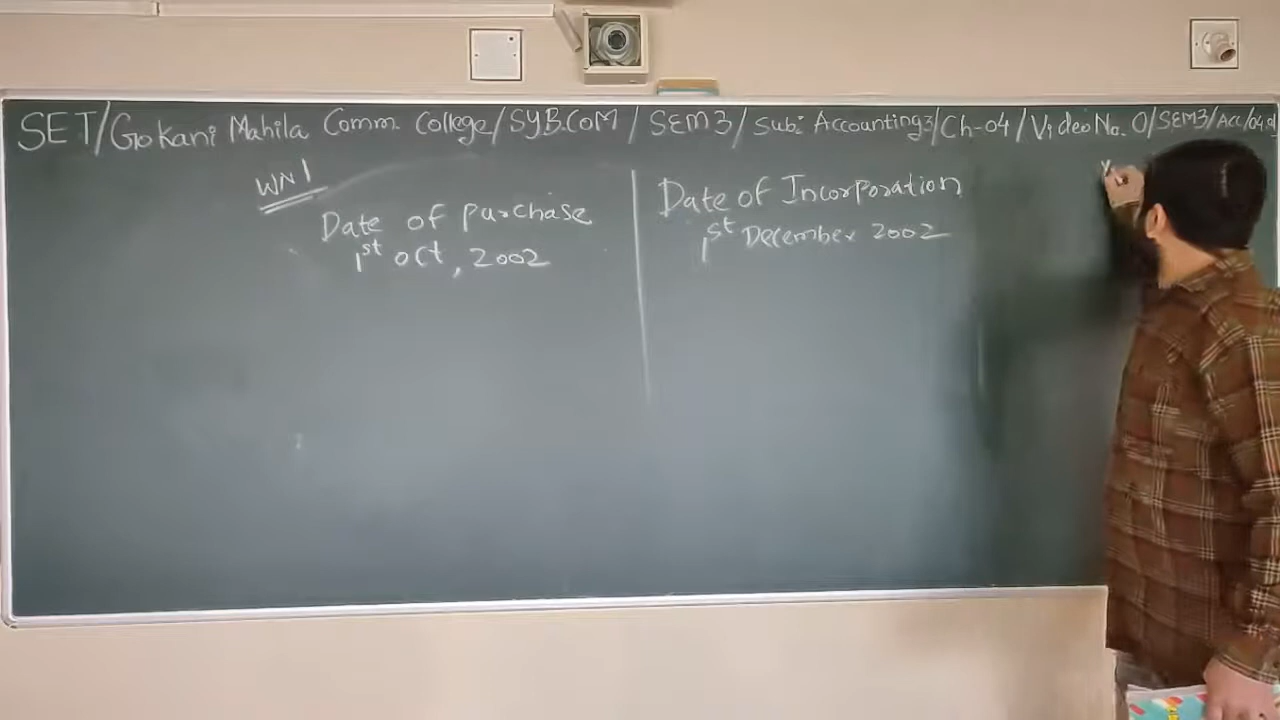 SET/Gokani Mahila Comm. College/SYB.COM/SEM3/Sub: Accounting3/Ch-04/Video No. 0/SEM3/Acc/04.01
WN 1
Date of purchase
1st Oct, 2002
Date of Incorporation
1st December 2002